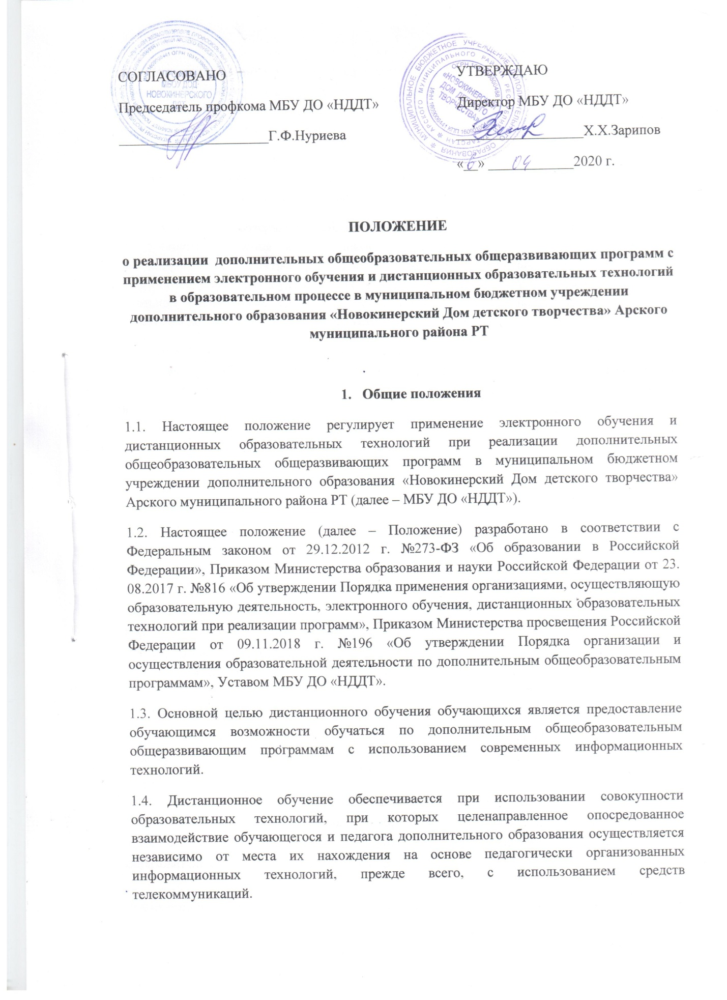 СОГЛАСОВАНО
Председатель профкома МБУ ДО «НДДТ»
Г.Ф.Нуриева
УТВЕРЖДАЮ
Директор МБУ ДО «НДДТ»
Х.Х.Зарипов
«6» 04 2020 г.
МБОУ ДОД
НОВОКИНЕРСКОГО
ДДТ
«НОВОКИНЕРСКИЙ
ДОМ ДЕТСКОГО
ТВОРЧЕСТВА»
ПОЛОЖЕНИЕ
о реализации дополнительных общеобразовательных общеразвивающих программ с
применением электронного обучения и дистанционных образовательных технологий
в образовательном процессе в муниципальном бюджетном учреждении
дополнительного образования «Новокинерский Дом детского творчества» Арского
муниципального района РТ
1. Общие положения
1.1. Настоящее положение регулирует применение электронного обучения и
дистанционных образовательных технологий при реализации дополнительных
общеобразовательных общеразвивающих программ в муниципальном бюджетном
учреждении дополнительного образования «Новокинерский Дом детского творчества»
Арского муниципального района РТ (далее – МБУ ДО «НДДТ»).
1.2. Настоящее положение (далее – Положение) разработано в соответствии с
Федеральным законом от 29.12.2012 г. №273-ФЗ «Об образовании в Российской
Федерации», Приказом Министерства образования и науки Российской Федерации от 23.
08.2017 г. №816 «Об утверждении Порядка применения организациями, осуществляющую
образовательную деятельность, электронного обучения, дистанционных образовательных
технологий при реализации программ», Приказом Министерства просвещения Российской
Федерации от 09.11.2018 г. №196 «Об утверждении Порядка организации и
осуществления образовательной деятельности по дополнительным общеобразовательным
программам», Уставом МБУ ДО «НДДТ».
1.3. Основной целью дистанционного обучения обучающихся является предоставление
обучающимся возможности обучаться по дополнительным общеобразовательным
общеразвивающим программам с использованием современных информационных
технологий.
1.4. Дистанционное обучение обеспечивается при использовании совокупности
образовательных технологий, при которых целенаправленное опосредованное
взаимодействие обучающегося и педагога дополнительного образования осуществляется
независимо от места их нахождения на основе педагогически организованных
информационных технологий, прежде всего, с использованием средств
телекоммуникаций.